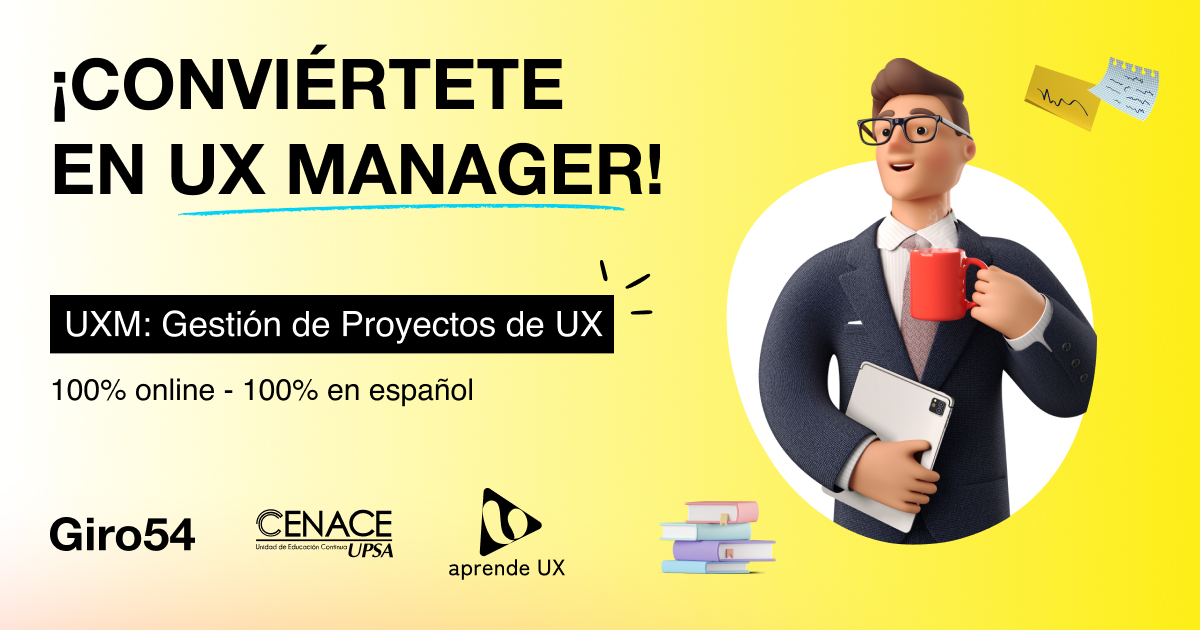 ¡CONVIÉRTETE
EN UX MANAGER!
UXM: Gestión de Proyectos de UX
100% online - 100% en español
Giro54
CENACE
Unidad de Educación Continua UPSA
aprende UX